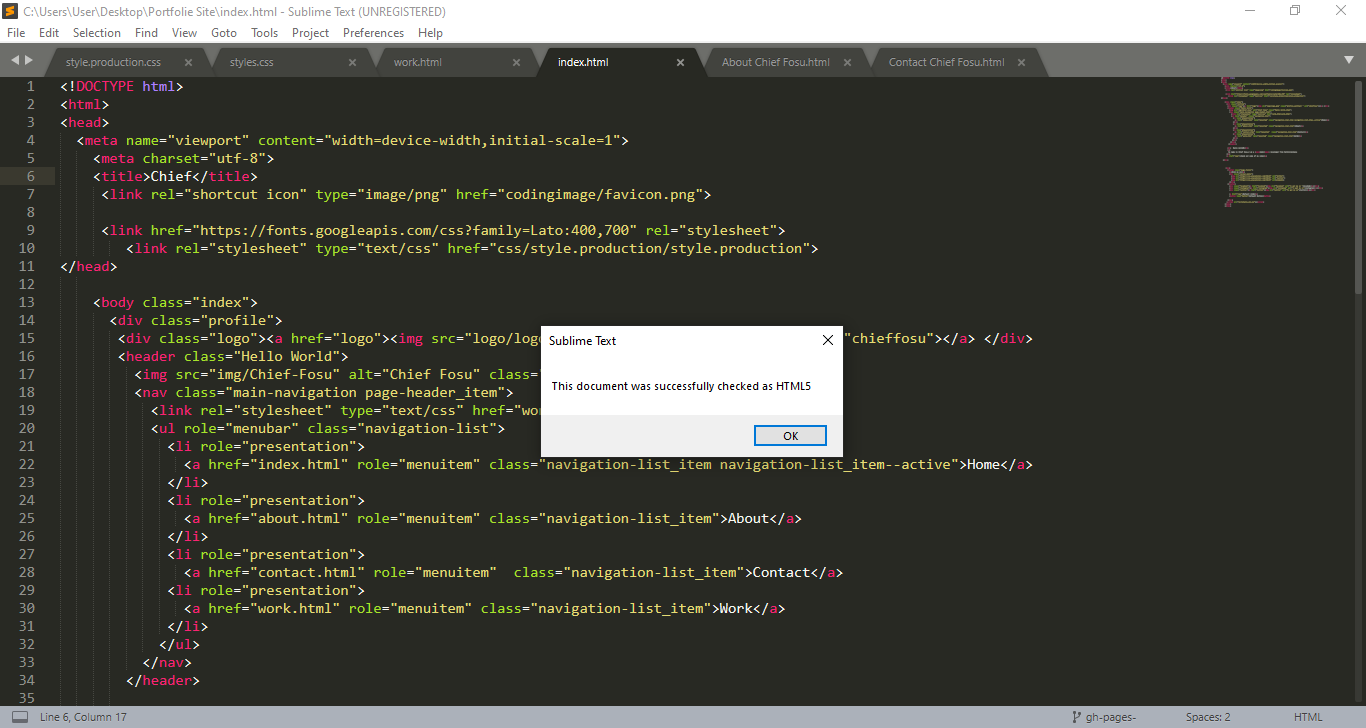 C:\Users\User\Desktop\Portfolie Site\index.html - Sublime Text (UNREGISTERED)
File Edit Selection Find View Goto Tools Project Preferences Help
style.production.css styles.css work.html index.html About Chief Fosu.html Contact Chief Fosu.html
1 <!DOCTYPE html>
2 <html>
3 <head>
4 <meta name="viewport" content="width=device-width,initial-scale=1">
5 <meta charset="utf-8">
6 <title>Chief</title>
7 <link rel="shortcut icon" type="image/png" href="codingimage/favicon.png">
8
9 <link href="https://fonts.googleapis.com/css?family=Lato:400,700" rel="stylesheet">
10 <link rel="stylesheet" type="text/css" href="css/style.production/style.production">
11 </head>
12
13 <body class="index">
14 <div class="profile">
15 <div class="logo"><a href="logo"><img src="logo/logo "chieffosu"></a> </div>
16 <header class="Hello World">
17 <img src="img/Chief-Fosu" alt="Chief Fosu" class=
18 <nav class="main-navigation page-header_item">
19 <link rel="stylesheet" type="text/css" href="wor
20 <ul role="menubar" class="navigation-list">
21 <li role="presentation">
22 <a href="index.html" role="menuitem" class="navigation-list_item navigation-list_item--active">Home</a>
23 </li>
24 <li role="presentation">
25 <a href="about.html" role="menuitem" class="navigation-list_item">About</a>
26 </li>
27 <li role="presentation">
28 <a href="contact.html" role="menuitem"  class="navigation-list_item">Contact</a>
29 <li role="presentation">
30 <a href="work.html" role="menuitem" class="navigation-list_item">Work</a>
31 </li>
32 </ul>
33 </nav>
34 </header>
35
Sublime Text
This document was successfully checked as HTML5
OK
Line 6, Column 17 gh-pages- Spaces: 2 HTML